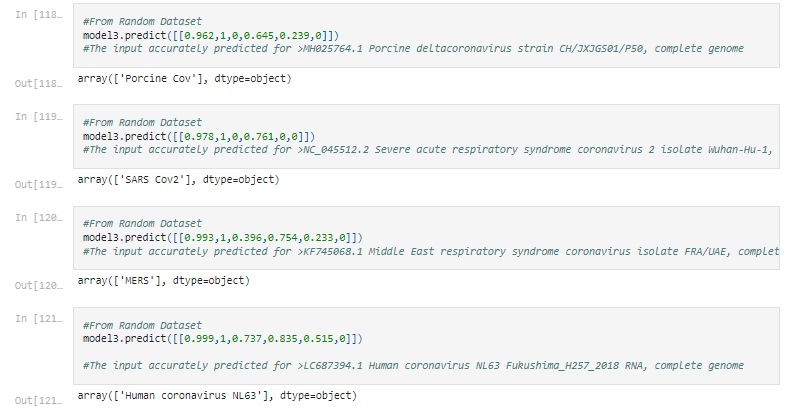 In [118…
#From Random Dataset
model3.predict([[0.962,1,0,0.645,0.239,0]])
#The input accurately predicted for >MH025764.1 Porcine deltacoronavirus strain CH/JXJGS01/P50, complete genome
Out[118…
array(['Porcine Cov'], dtype=object)
In [119…
#From Random Dataset
model3.predict([[0.978,1,0,0.761,0,0]])
#The input accurately predicted for >NC_045512.2 Severe acute respiratory syndrome coronavirus 2 isolate Wuhan-Hu-1,
Out[119…
array(['SARS Cov2'], dtype=object)
In [120…
#From Random Dataset
model3.predict([[0.993,1,0.396,0.754,0.233,0]])
#The input accurately predicted for >KF745068.1 Middle East respiratory syndrome coronavirus isolate FRA/UAE, complet
Out[120…
array(['MERS'], dtype=object)
In [121…
#From Random Dataset
model3.predict([[0.999,1,0.737,0.835,0.515,0]])
#The input accurately predicted for >LC687394.1 Human coronavirus NL63 Fukushima_H257_2018 RNA, complete genome
Out[121…
array(['Human coronavirus NL63'], dtype=object)